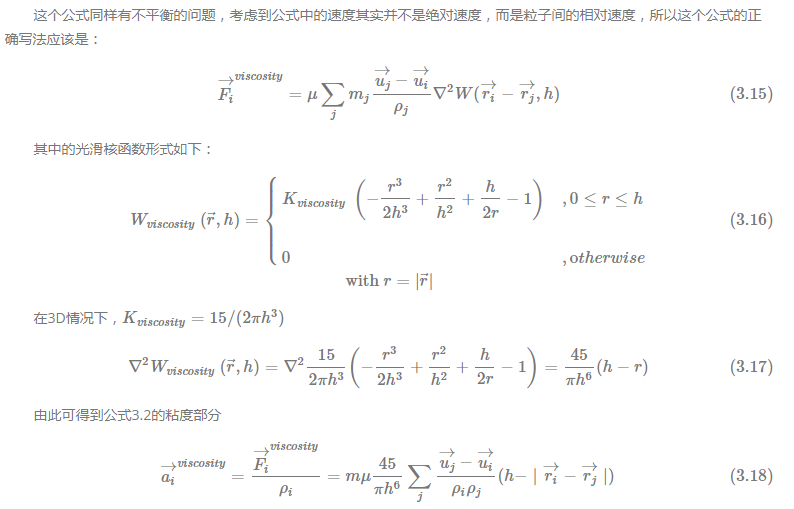 这个公式同样有不平衡的问题，考虑到公式中的速度其实并不是绝对速度，而是粒子间的相对速度，所以这个公式的正
确写法应该是：
$\overrightarrow{F_i}^{viscosity} = \mu \sum_j m_j \frac{\overrightarrow{u_j} - \overrightarrow{u_i}}{\rho_j} \nabla^2 W(\overrightarrow{r_i} - \overrightarrow{r_j}, h)$ (3.15)
其中的光滑核函数形式如下：
$W_{viscosity}(\vec{r}, h) = \begin{cases} K_{viscosity} \left( -\frac{r^3}{2h^3} + \frac{r^2}{h^2} + \frac{h}{2r} - 1 \right) & , 0 \le r \le h \\ 0 & , otherwise \end{cases}$ (3.16)
with $r = |\vec{r}|$
在3D情况下，$K_{viscosity} = 15/(2\pi h^3)$
$\nabla^2 W_{viscosity}(\vec{r}, h) = \nabla^2 \frac{15}{2\pi h^3} \left( -\frac{r^3}{2h^3} + \frac{r^2}{h^2} + \frac{h}{2r} - 1 \right) = \frac{45}{\pi h^6}(h - r)$ (3.17)
由此可得到公式3.2的粘度部分
$\overrightarrow{a_i}^{viscosity} = \frac{\overrightarrow{F_i}^{viscosity}}{\rho_i} = m\mu \frac{45}{\pi h^6} \sum_j \frac{\overrightarrow{u_j} - \overrightarrow{u_i}}{\rho_i \rho_j} (h - | \overrightarrow{r_i} - \overrightarrow{r_j} |)$ (3.18)